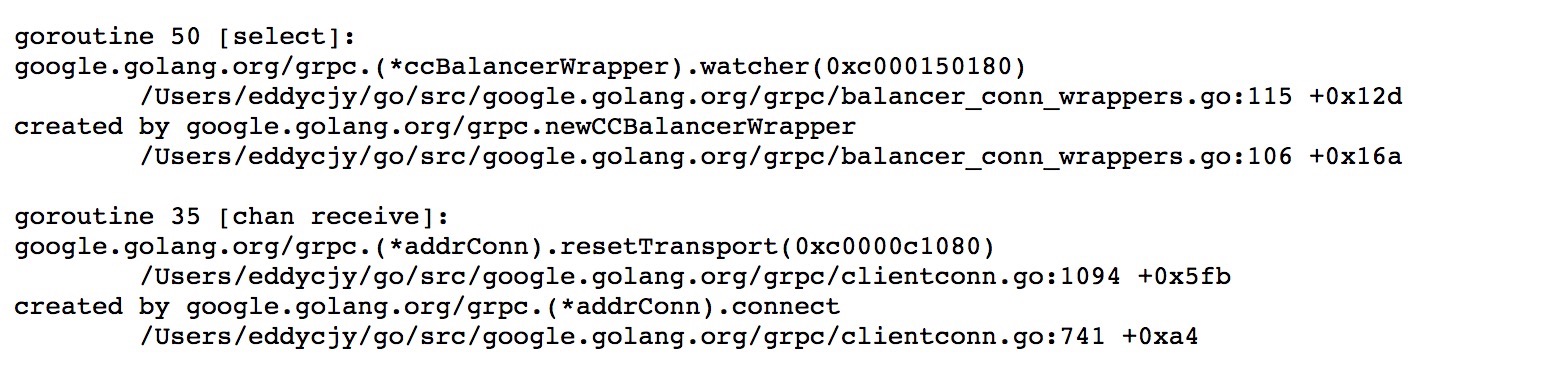 goroutine 50 [select]:
google.golang.org/grpc.(*ccBalancerWrapper).watcher(0xc000150180)
/Users/eddycjy/go/src/google.golang.org/grpc/balancer_conn_wrappers.go:115 +0x12d
created by google.golang.org/grpc.newCCBalancerWrapper
/Users/eddycjy/go/src/google.golang.org/grpc/balancer_conn_wrappers.go:106 +0x16a
goroutine 35 [chan receive]:
google.golang.org/grpc.(*addrConn).resetTransport(0xc0000c1080)
/Users/eddycjy/go/src/google.golang.org/grpc/clientconn.go:1094 +0x5fb
created by google.golang.org/grpc.(*addrConn).connect
/Users/eddycjy/go/src/google.golang.org/grpc/clientconn.go:741 +0xa4